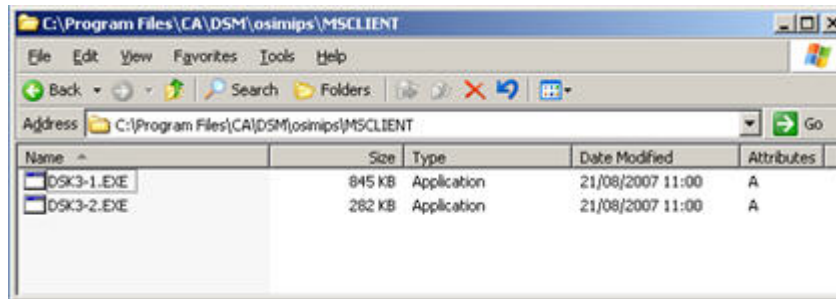 C:\Program Files\CA\DSM\osimips\MSCLIENT
File Edit View Favorites Tools Help
Back Search Folders
Address C:\Program Files\CA\DSM\osimips\MSCLIENT Go
Name Size Type Date Modified Attributes
DSK3-1.EXE 845 KB Application 21/08/2007 11:00 A
DSK3-2.EXE 282 KB Application 21/08/2007 11:00 A